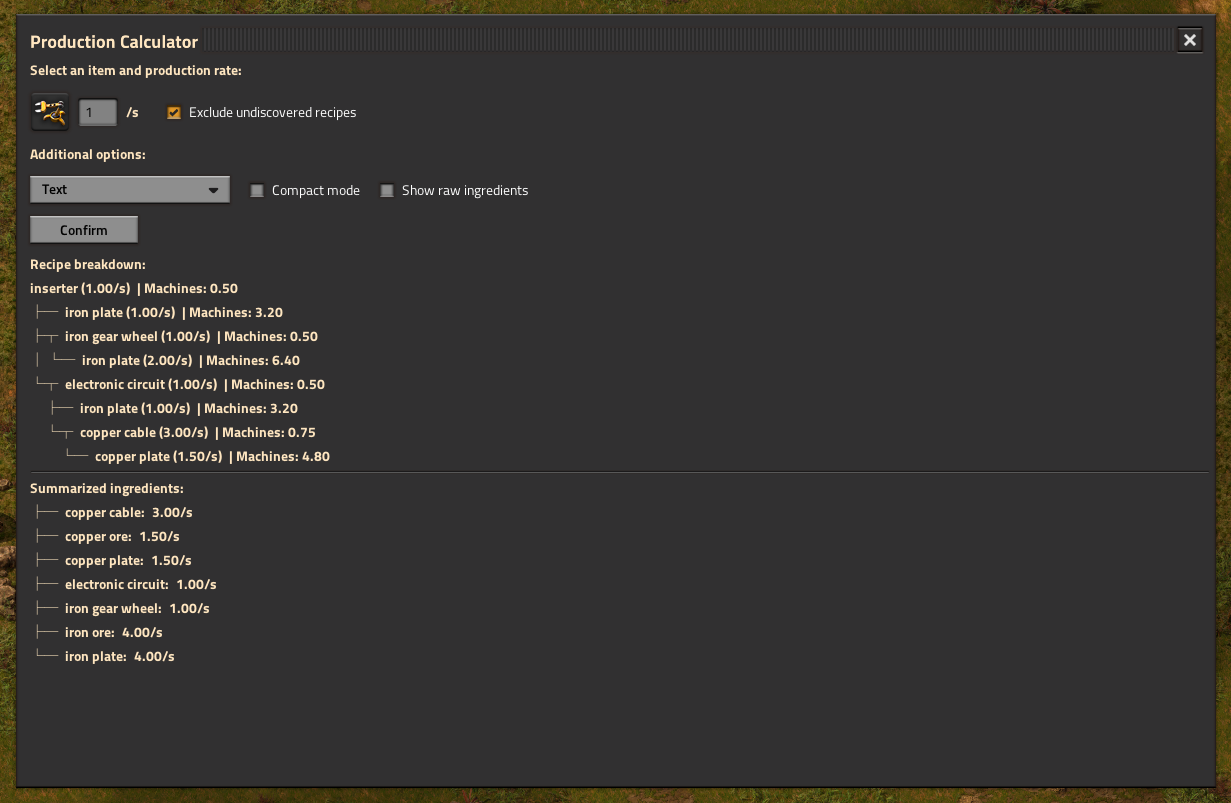 Production Calculator
Select an item and production rate:
1 /s Exclude undiscovered recipes
Additional options:
Text Compact mode Show raw ingredients
Confirm
Recipe breakdown:
inserter (1.00/s) | Machines: 0.50
iron plate (1.00/s) | Machines: 3.20
iron gear wheel (1.00/s) | Machines: 0.50
iron plate (2.00/s) | Machines: 6.40
electronic circuit (1.00/s) | Machines: 0.50
iron plate (1.00/s) | Machines: 3.20
copper cable (3.00/s) | Machines: 0.75
copper plate (1.50/s) | Machines: 4.80
Summarized ingredients:
copper cable: 3.00/s
copper ore: 1.50/s
copper plate: 1.50/s
electronic circuit: 1.00/s
iron gear wheel: 1.00/s
iron ore: 4.00/s
iron plate: 4.00/s